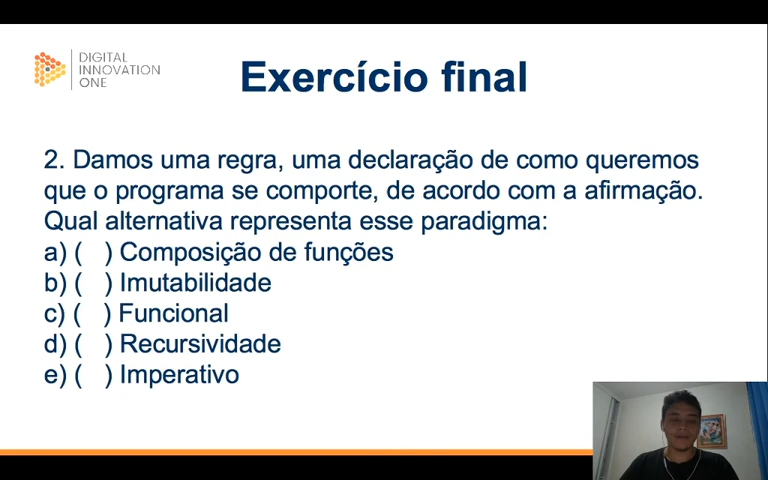 DIGITAL
INNOVATION
ONE
Exercício final
2. Damos uma regra, uma declaração de como queremos
que o programa se comporte, de acordo com a afirmação.
Qual alternativa representa esse paradigma:
a) (   ) Composição de funções
b) (   ) Imutabilidade
c) (   ) Funcional
d) (   ) Recursividade
e) (   ) Imperativo